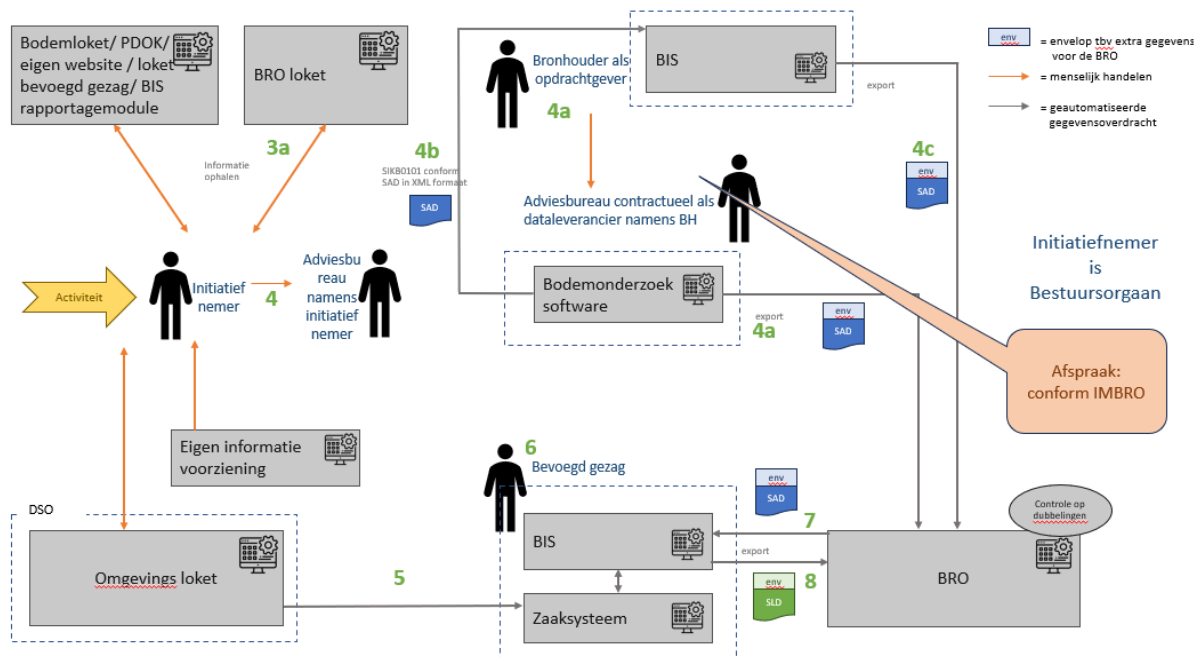 Bodemloket/ PDOK/
eigen website / loket
bevoegd gezag/ BIS
rapportagemodule
BRO loket
Informatie
ophalen
3a
4b
SIKB0101 conform
SAD in XML formaat
SAD
Bronhouder als
opdrachtgever
4a
BIS
export
env
= envelop tbv extra gegevens
voor de BRO
= menselijk handelen
= geautomatiseerde
gegevensoverdracht
4c
env
SAD
Adviesbureau contractueel als
dataleverancier namens BH
Initiatiefnemer
is
Bestuursorgaan
Activiteit
Initiatief
nemer
4
Adviesbu
reau
namens
initiatief
nemer
Bodemonderzoek
software
export
4a
env
SAD
Afspraak:
conform IMBRO
Eigen informatie
voorziening
6
Bevoegd gezag
env
SAD
DSO
Omgevings loket
5
BIS
Zaaksysteem
7
export
8
env
SLD
Controle op
dubbelingen
BRO